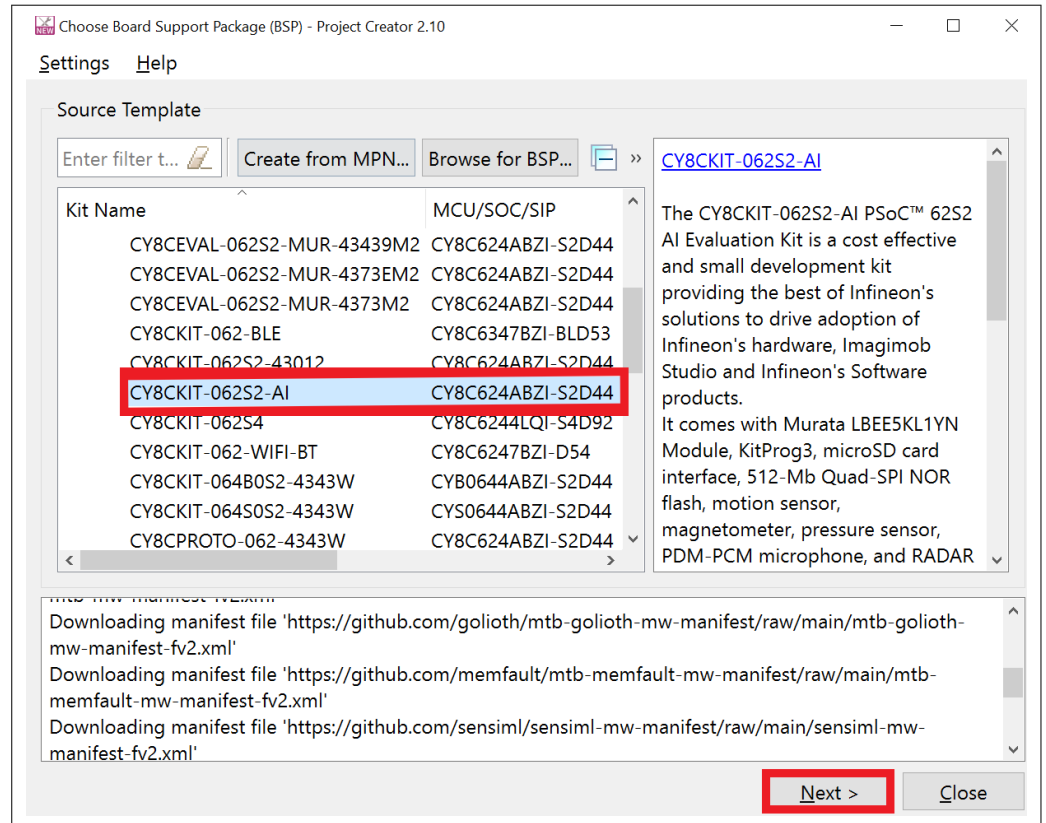 NEW Choose Board Support Package (BSP) - Project Creator 2.10
Settings Help
Source Template
Enter filter t... Create from MPN... Browse for BSP... »
Kit Name MCU/SOC/SIP
CY8CEVAL-062S2-MUR-43439M2 CY8C624ABZI-S2D44
CY8CEVAL-062S2-MUR-4373EM2 CY8C624ABZI-S2D44
CY8CEVAL-062S2-MUR-4373M2 CY8C624ABZI-S2D44
CY8CKIT-062-BLE CY8C6347BZI-BLD53
CY8CKIT-062S2-43012 CY8C624ABZI-S2D44
CY8CKIT-062S2-AI CY8C624ABZI-S2D44
CY8CKIT-062S4 CY8C6244LQI-S4D92
CY8CKIT-062-WIFI-BT CY8C6247BZI-D54
CY8CKIT-064B0S2-4343W CYB0644ABZI-S2D44
CY8CKIT-064S0S2-4343W CYS0644ABZI-S2D44
CY8CPROTO-062-4343W CY8C624ABZI-S2D44
CY8CKIT-062S2-AI
The CY8CKIT-062S2-AI PSoC™ 62S2
AI Evaluation Kit is a cost effective
and small development kit
providing the best of Infineon's
solutions to drive adoption of
Infineon's hardware, Imagimob
Studio and Infineon's Software
products.
It comes with Murata LBEE5KL1YN
Module, KitProg3, microSD card
interface, 512-Mb Quad-SPI NOR
flash, motion sensor,
magnetometer, pressure sensor,
PDM-PCM microphone, and RADAR
mtb-mw-manifest-fv2.xml'
Downloading manifest file 'https://github.com/golioth/mtb-golioth-mw-manifest/raw/main/mtb-golioth-
mw-manifest-fv2.xml'
Downloading manifest file 'https://github.com/memfault/mtb-memfault-mw-manifest/raw/main/mtb-
memfault-mw-manifest-fv2.xml'
Downloading manifest file 'https://github.com/sensiml/sensiml-mw-manifest/raw/main/sensiml-mw-
manifest-fv2.xml'
Next > Close